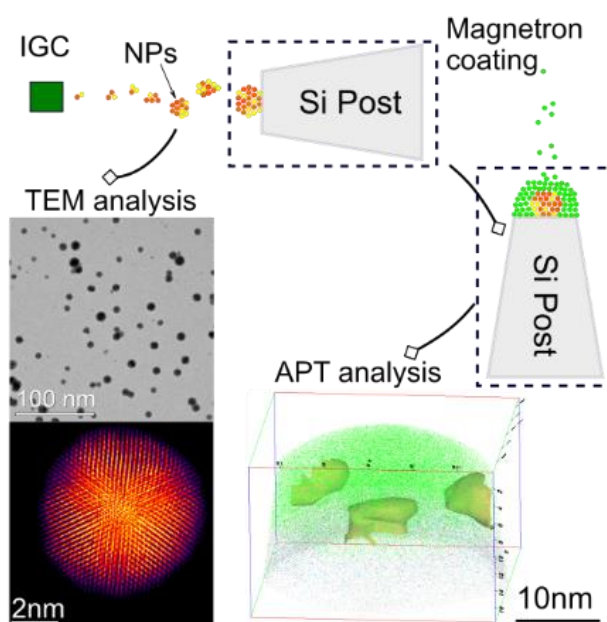 IGC
NPs
Si Post
Magnetron
coating
TEM analysis
Si Post
100 nm
APT analysis
2nm
10nm